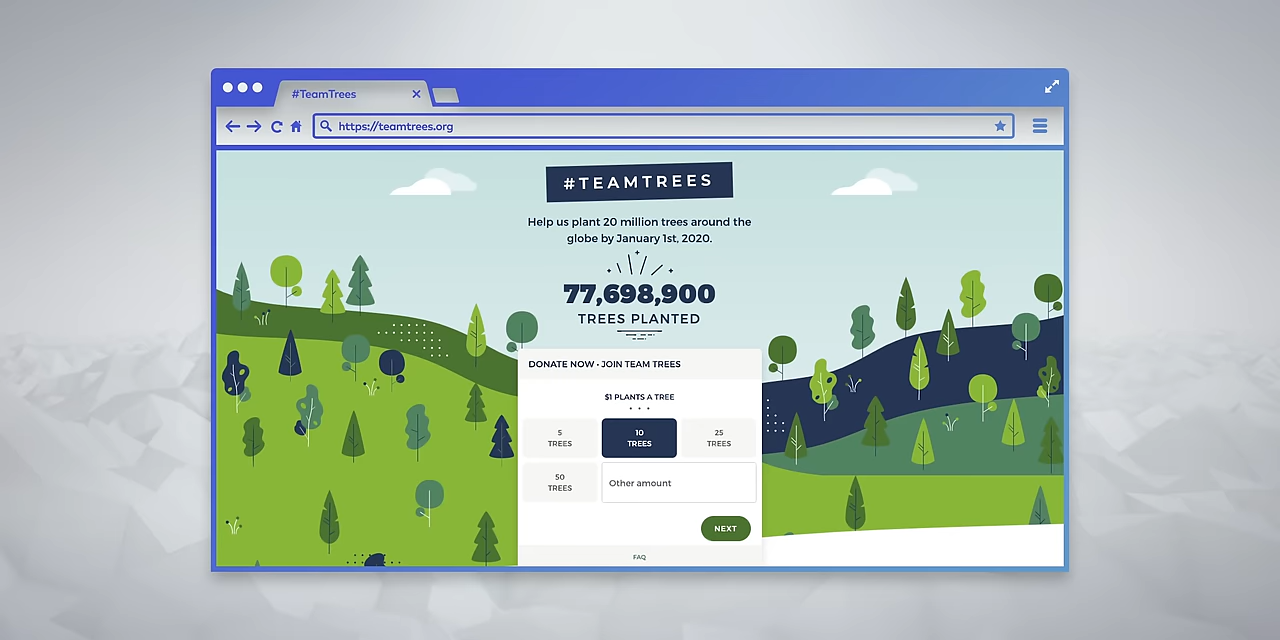 #TeamTrees
https://teamtrees.org
#TEAMTREES
Help us plant 20 million trees around the
globe by January 1st, 2020.
77,698,900
TREES PLANTED
DONATE NOW • JOIN TEAM TREES
$1 PLANTS A TREE
5
TREES
10
TREES
25
TREES
50
TREES
Other amount
NEXT
FAQ